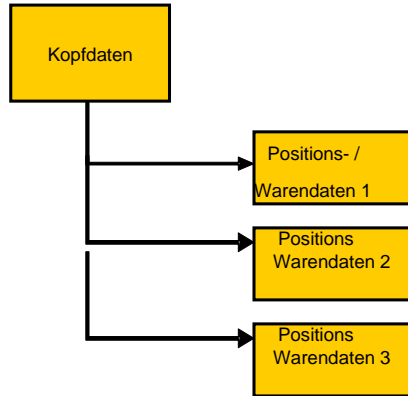 Kopfdaten
Positions- /
Warendaten 1
Positions
Warendaten 2
Positions
Warendaten 3